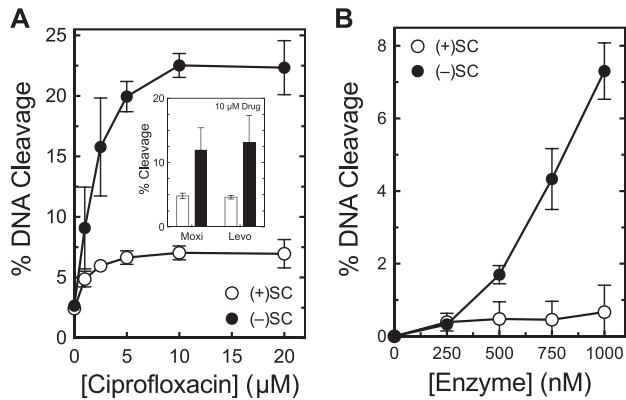 A
% DNA Cleavage
25
20
15
10
5
0
0
5
10
15
20
[Ciprofloxacin] (μM)
(+)SC
(–)SC
10 μM Drug
% Cleavage
20
10
0
Moxi
Levo
B
% DNA Cleavage
8
6
4
2
0
0
250
500
750
1000
[Enzyme] (nM)
(+)SC
(–)SC